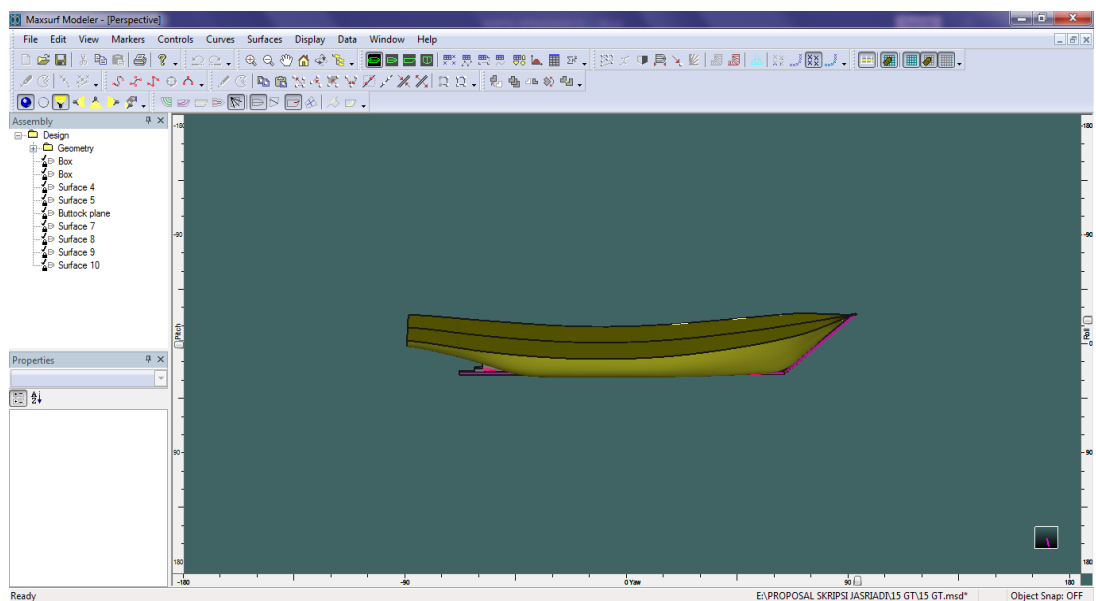 Maxsurf Modeler - [Perspective]
File Edit View Markers Controls Curves Surfaces Display Data Window Help
Assembly
Design
Geometry
Box
Box
Surface 4
Surface 5
Buttock plane
Surface 7
Surface 8
Surface 9
Surface 10
Properties
-180
-90
Pitch
90
180
-180
-90
Roll
0
90
180
-180
-90
0 Yaw
90
180
Ready
E:\PROPOSAL SKRIPSI JASRIADI\15 GT\15 GT.msd*
Object Snap: OFF